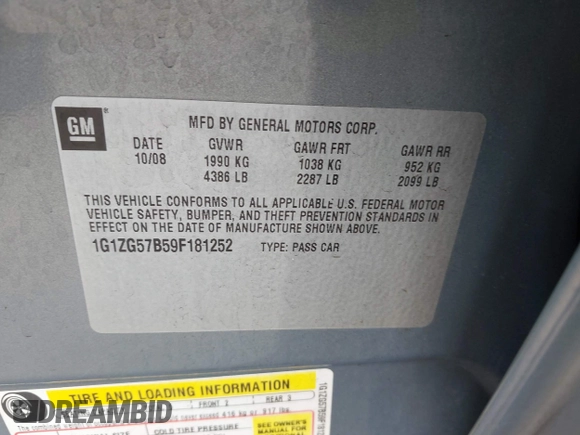 GM
MFD BY GENERAL MOTORS CORP.
DATE GVWR GAWR FRT GAWR RR
10/08 1990 KG 1038 KG 952 KG
4386 LB 2287 LB 2099 LB
THIS VEHICLE CONFORMS TO ALL APPLICABLE U.S. FEDERAL MOTOR
VEHICLE SAFETY, BUMPER, AND THEFT PREVENTION STANDARDS IN
EFFECT ON THE DATE OF MANUFACTURE SHOWN ABOVE.
1G1ZG57B59F181252 TYPE: PASS CAR
TIRE AND LOADING INFORMATION
FRONT 2 REAR 3
COLD TIRE PRESSURE
SEE OWNER'S
MANUAL FOR
DREAMBID